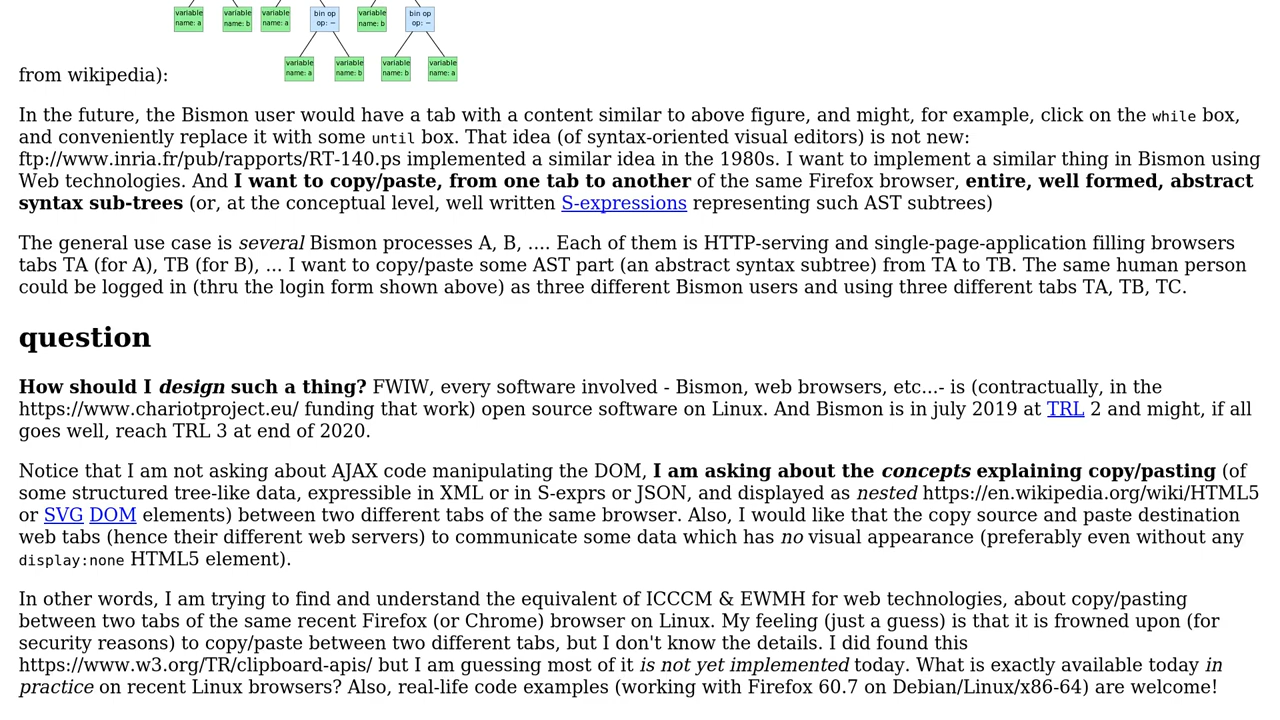 variable variable variable bin op variable bin op
name: a name: b name: a op: − name: b op: −
variable variable variable variable
name: a name: b name: b name: a
from wikipedia):
In the future, the Bismon user would have a tab with a content similar to above figure, and might, for example, click on the while box,
and conveniently replace it with some until box. That idea (of syntax-oriented visual editors) is not new:
ftp://www.inria.fr/pub/rapports/RT-140.ps implemented a similar idea in the 1980s. I want to implement a similar thing in Bismon using
Web technologies. And I want to copy/paste, from one tab to another of the same Firefox browser, entire, well formed, abstract
syntax sub-trees (or, at the conceptual level, well written S-expressions representing such AST subtrees)
The general use case is several Bismon processes A, B, .... Each of them is HTTP-serving and single-page-application filling browsers
tabs TA (for A), TB (for B), ... I want to copy/paste some AST part (an abstract syntax subtree) from TA to TB. The same human person
could be logged in (thru the login form shown above) as three different Bismon users and using three different tabs TA, TB, TC.
question
How should I design such a thing? FWIW, every software involved - Bismon, web browsers, etc...- is (contractually, in the
https://www.chariotproject.eu/ funding that work) open source software on Linux. And Bismon is in july 2019 at TRL 2 and might, if all
goes well, reach TRL 3 at end of 2020.
Notice that I am not asking about AJAX code manipulating the DOM, I am asking about the concepts explaining copy/pasting (of
some structured tree-like data, expressible in XML or in S-exprs or JSON, and displayed as nested https://en.wikipedia.org/wiki/HTML5
or SVG DOM elements) between two different tabs of the same browser. Also, I would like that the copy source and paste destination
web tabs (hence their different web servers) to communicate some data which has no visual appearance (preferably even without any
display:none HTML5 element).
In other words, I am trying to find and understand the equivalent of ICCCM & EWMH for web technologies, about copy/pasting
between two tabs of the same recent Firefox (or Chrome) browser on Linux. My feeling (just a guess) is that it is frowned upon (for
security reasons) to copy/paste between two different tabs, but I don't know the details. I did found this
https://www.w3.org/TR/clipboard-apis/ but I am guessing most of it is not yet implemented today. What is exactly available today in
practice on recent Linux browsers? Also, real-life code examples (working with Firefox 60.7 on Debian/Linux/x86-64) are welcome!